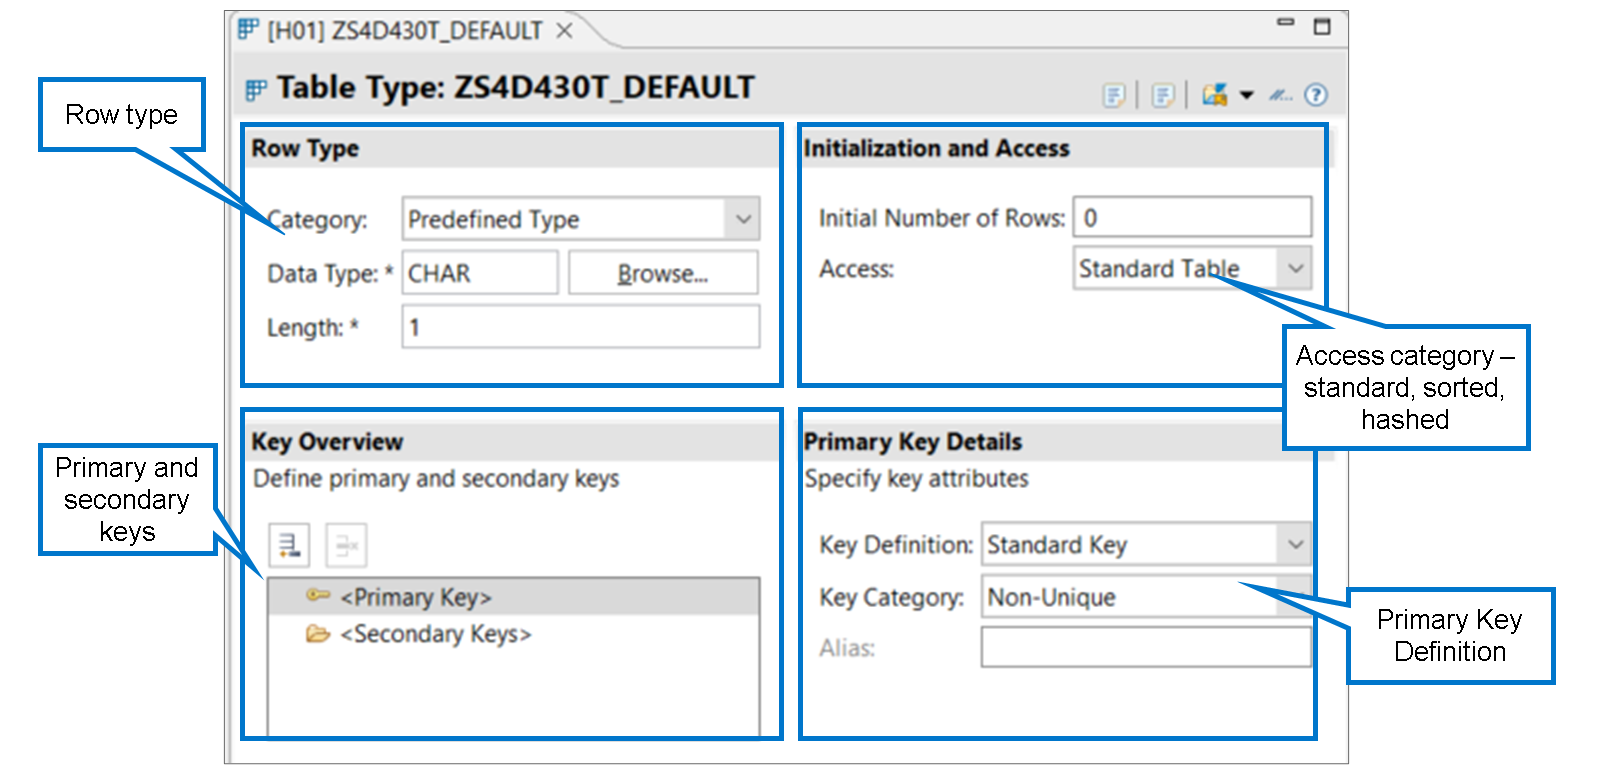 [H01] ZS4D430T_DEFAULT
Table Type: ZS4D430T_DEFAULT
Row type
Row Type
Category: Predefined Type
Data Type: * CHAR Browse...
Length: * 1
Initialization and Access
Initial Number of Rows: 0
Access: Standard Table
Access category –
standard, sorted,
hashed
Primary and
secondary
keys
Key Overview
Define primary and secondary keys
<Primary Key>
<Secondary Keys>
Primary Key Details
Specify key attributes
Key Definition: Standard Key
Key Category: Non-Unique
Alias:
Primary Key
Definition